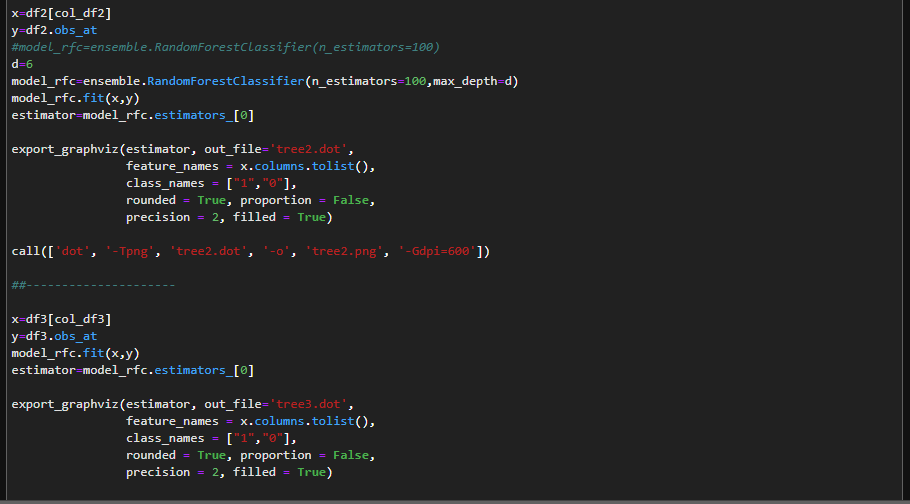 x=df2[col_df2]
y=df2.obs_at
#model_rfc=ensemble.RandomForestClassifier(n_estimators=100)
d=6
model_rfc=ensemble.RandomForestClassifier(n_estimators=100,max_depth=d)
model_rfc.fit(x,y)
estimator=model_rfc.estimators_[0]
export_graphviz(estimator, out_file='tree2.dot',
feature_names = x.columns.tolist(),
class_names = ["1","0"],
rounded = True, proportion = False,
precision = 2, filled = True)
call(['dot', '-Tpng', 'tree2.dot', '-o', 'tree2.png', '-Gdpi=600'])
##---------------------
x=df3[col_df3]
y=df3.obs_at
model_rfc.fit(x,y)
estimator=model_rfc.estimators_[0]
export_graphviz(estimator, out_file='tree3.dot',
feature_names = x.columns.tolist(),
class_names = ["1","0"],
rounded = True, proportion = False,
precision = 2, filled = True)